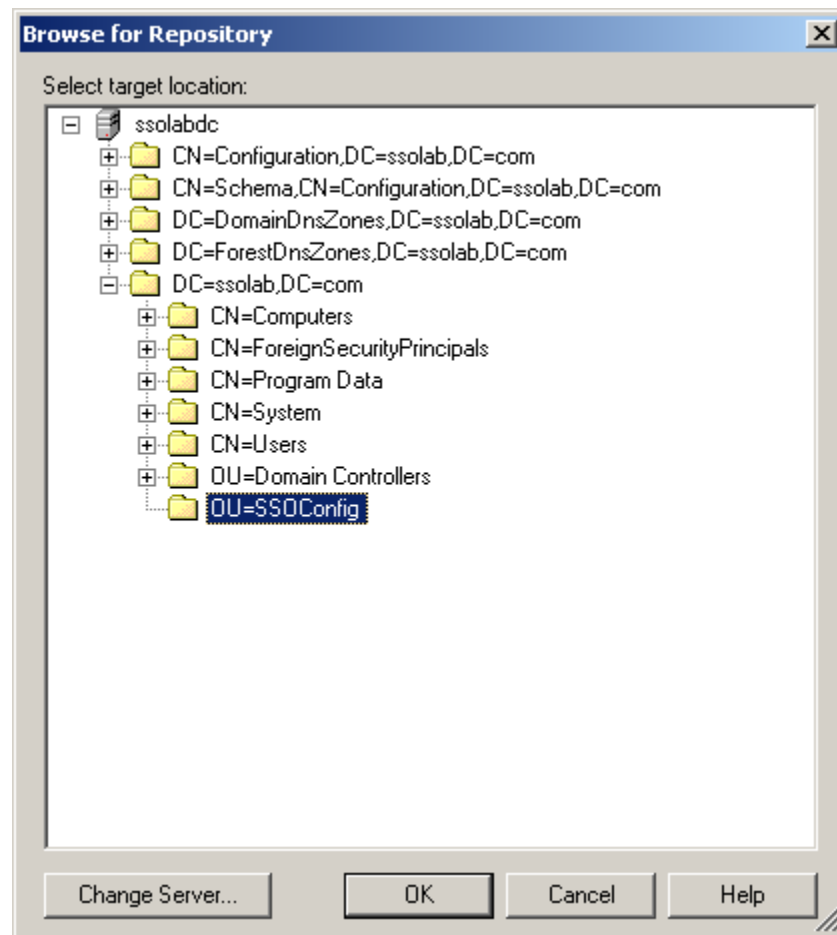 Browse for Repository
Select target location:
ssolabdc
CN=Configuration,DC=ssolab,DC=com
CN=Schema,CN=Configuration,DC=ssolab,DC=com
DC=DomainDnsZones,DC=ssolab,DC=com
DC=ForestDnsZones,DC=ssolab,DC=com
DC=ssolab,DC=com
CN=Computers
CN=ForeignSecurityPrincipals
CN=Program Data
CN=System
CN=Users
OU=Domain Controllers
OU=SSOConfig
Change Server... OK Cancel Help